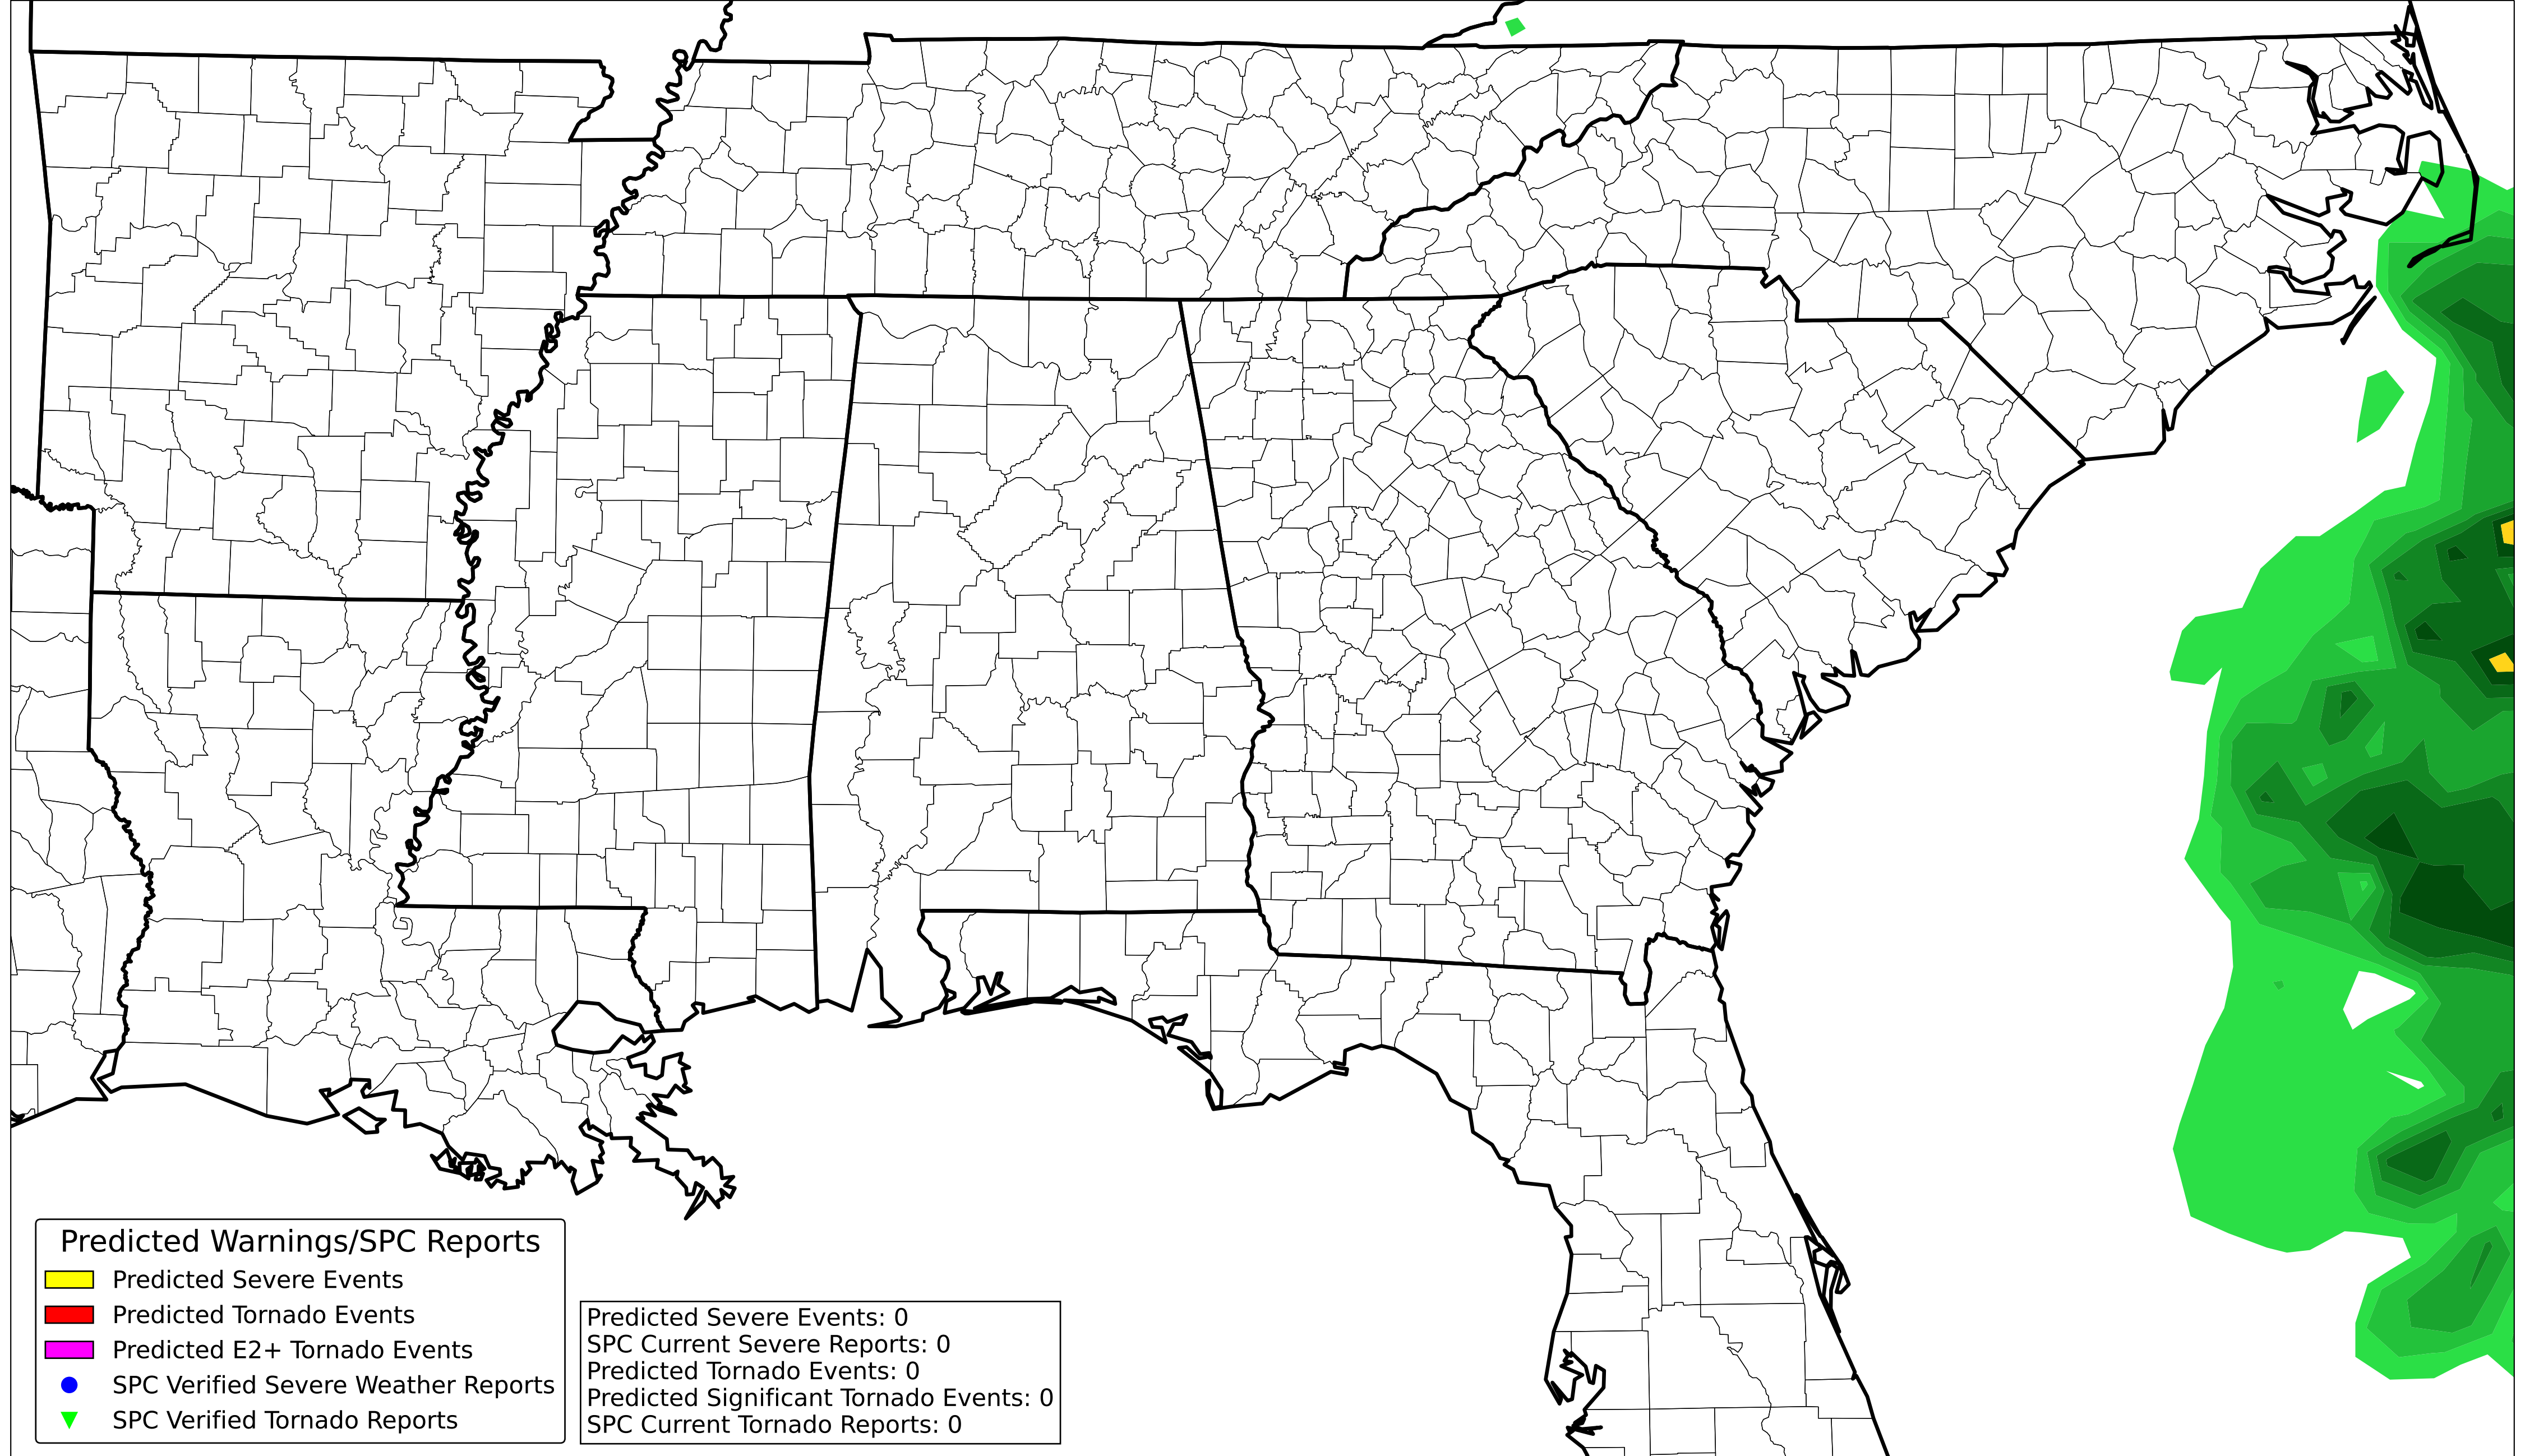 Predicted Warnings/SPC Reports
Predicted Severe Events
Predicted Tornado Events
Predicted E2+ Tornado Events
SPC Verified Severe Weather Reports
SPC Verified Tornado Reports
Predicted Severe Events: 0
SPC Current Severe Reports: 0
Predicted Tornado Events: 0
Predicted Significant Tornado Events: 0
SPC Current Tornado Reports: 0